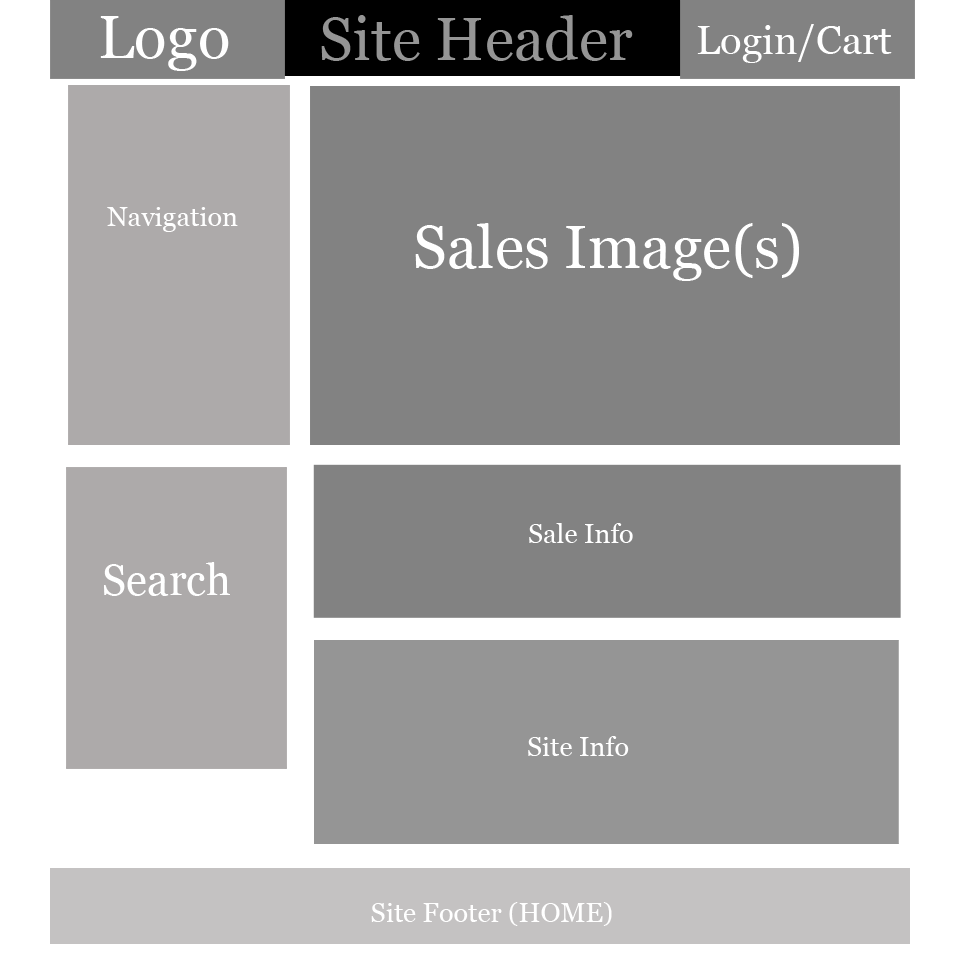 Logo
Site Header
Login/Cart
Navigation
Sales Image(s)
Search
Sale Info
Site Info
Site Footer (HOME)